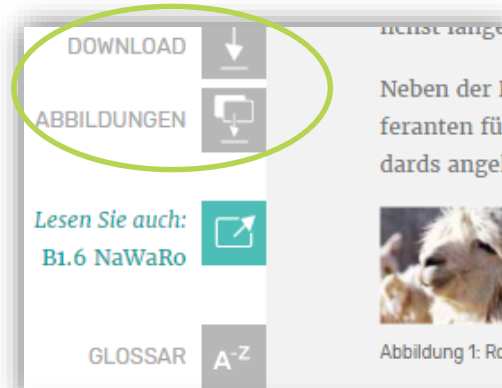 DOWNLOAD
ABBILDUNGEN
Lesen Sie auch:
B1.6 NaWaRo
GLOSSAR
A-Z
Neben der
feranten fü
dards ange
Abbildung 1: Ro